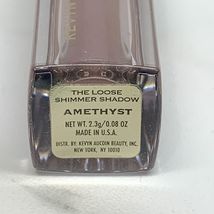 KEVYN
THE LOOSE
SHIMMER SHADOW
AMETHYST
NET WT. 2.3g/0.08 OZ
MADE IN U.S.A.
DISTR. BY: KEVYN AUCOIN BEAUTY, INC.
NEW YORK, NY 10010